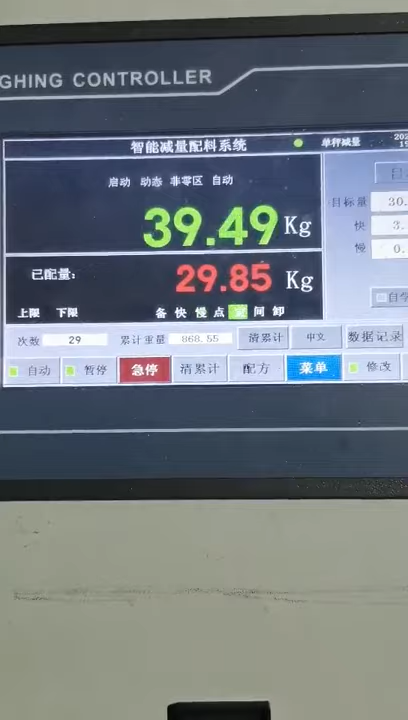 GHING CONTROLLER
智能减量配料系统 单秤减量 202
启动 动态 非零区 自动
目标量 30.
39.49 Kg
快 3.
慢 0.
已配量: 29.85 Kg
上限 下限 备 快 慢 点 间 卸
自学
次数 29 累计重量 868.55 清累计 中文 数据记录
自动 暂停 急停 清累计 配方 菜单 修改